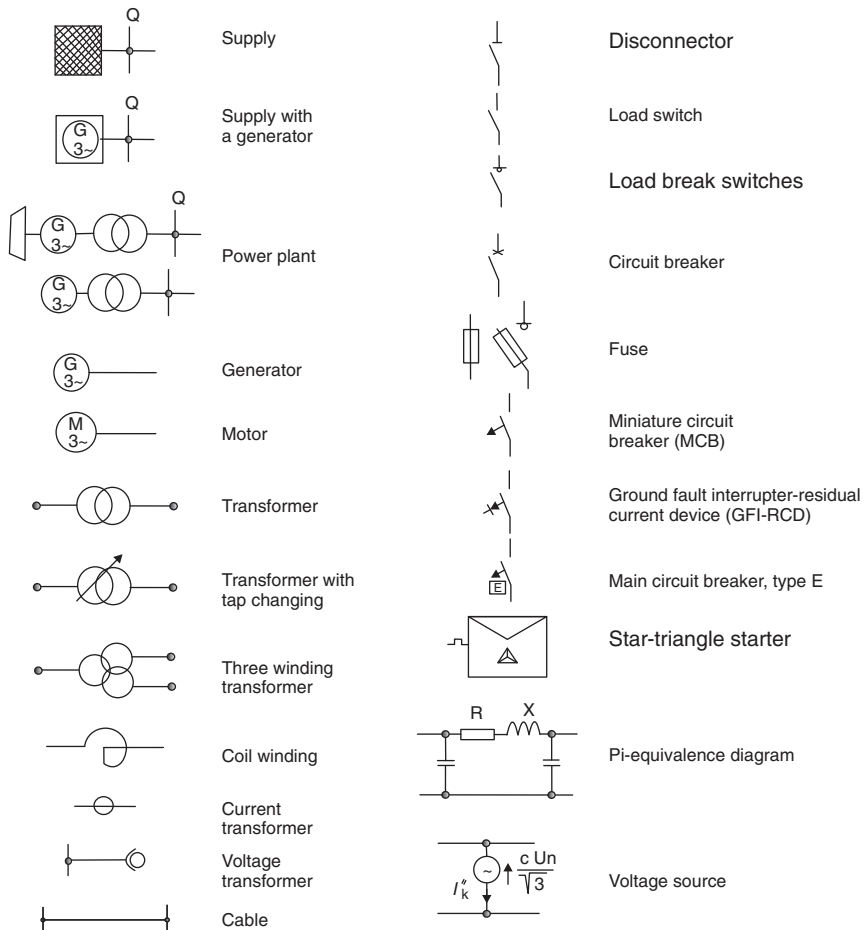 Q
Supply
Q
G
3~
Supply with
a generator
Q
G
3~
G
3~
Power plant
G
3~
Generator
M
3~
Motor
Transformer
Transformer with
tap changing
Three winding
transformer
Coil winding
Current
transformer
Voltage
transformer
Cable
Disconnector
Load switch
Load break switches
Circuit breaker
Fuse
Miniature circuit
breaker (MCB)
Ground fault interrupter-residual
current device (GFI-RCD)
E
Main circuit breaker, type E
Star-triangle starter
R X
Pi-equivalence diagram
~
I″k
c Un
√3
Voltage source